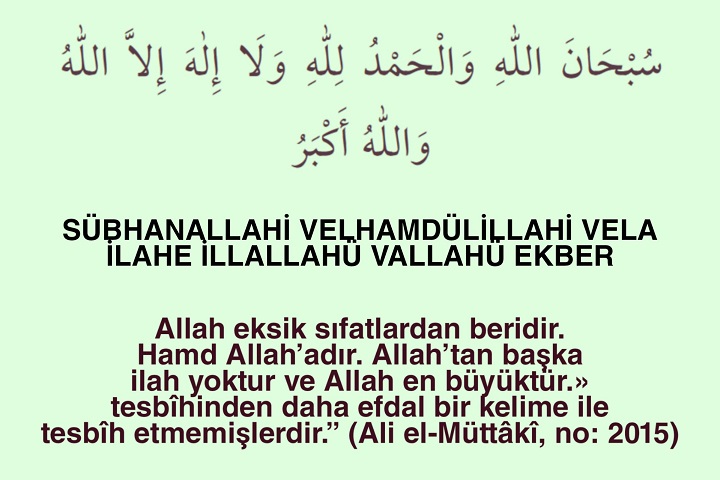 سُبْحَانَ اللّٰهِ وَالْحَمْدُ لِلّٰهِ وَلَا إِلٰهَ إِلاَّ اللّٰهُ
وَاللّٰهُ أَكْبَرُ
SÜBHANALLAHİ VELHAMDÜLİLLAHİ VELA
İLAHE İLLALLAHÜ VALLAHÜ EKBER
Allah eksik sıfatlardan beridir.
Hamd Allah’adır. Allah’tan başka
ilah yoktur ve Allah en büyüktür.»
tesbîhinden daha efdal bir kelime ile
tesbîh etmemişlerdir.” (Ali el-Müttâkî, no: 2015)